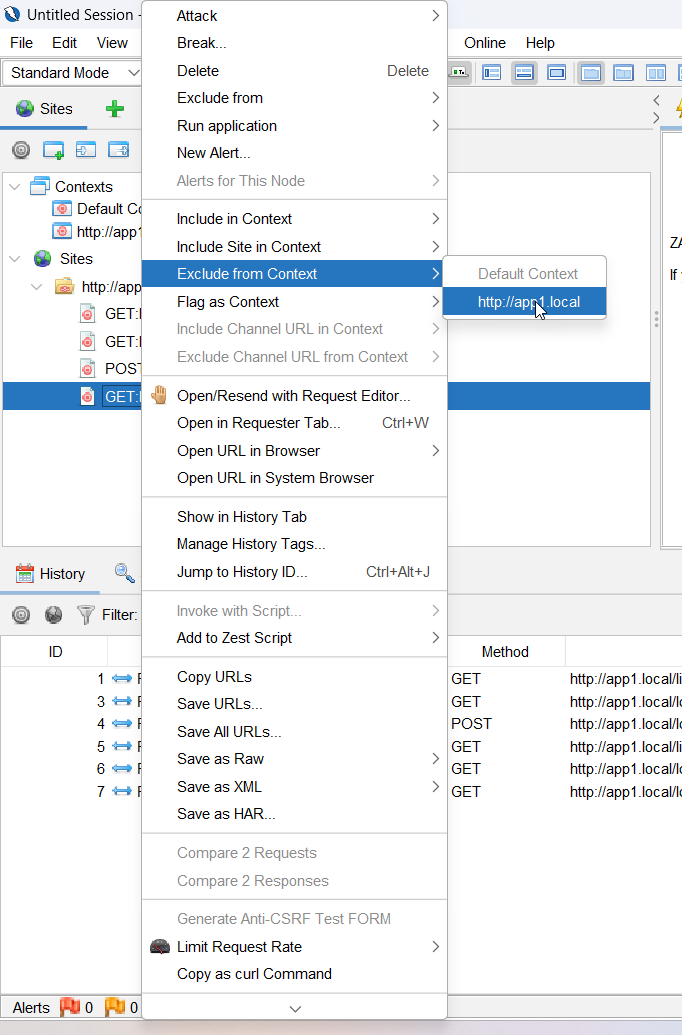 Untitled Session -
File Edit View Online Help
Standard Mode
Sites
Contexts
Default Co
http://app1
Sites
http://app
GET:
GET:
POST
GET:
Attack
Break...
Delete Delete
Exclude from
Run application
New Alert...
Alerts for This Node
Include in Context
Include Site in Context
Exclude from Context
Flag as Context
Include Channel URL in Context
Exclude Channel URL from Context
Open/Resend with Request Editor...
Open in Requester Tab... Ctrl+W
Open URL in Browser
Open URL in System Browser
Show in History Tab
Manage History Tags...
Jump to History ID... Ctrl+Alt+J
Invoke with Script...
Add to Zest Script
Copy URLs
Save URLs...
Save All URLs...
Save as Raw
Save as XML
Save as HAR...
Compare 2 Requests
Compare 2 Responses
Generate Anti-CSRF Test FORM
Limit Request Rate
Copy as curl Command
Default Context
http://app1.local
ZA
If
History
Filter:
ID Method
1 GET http://app1.local/li
3 GET http://app1.local/lo
4 POST http://app1.local/lo
5 GET http://app1.local/li
6 GET http://app1.local/lo
7 GET http://app1.local/lo
Alerts 0 0